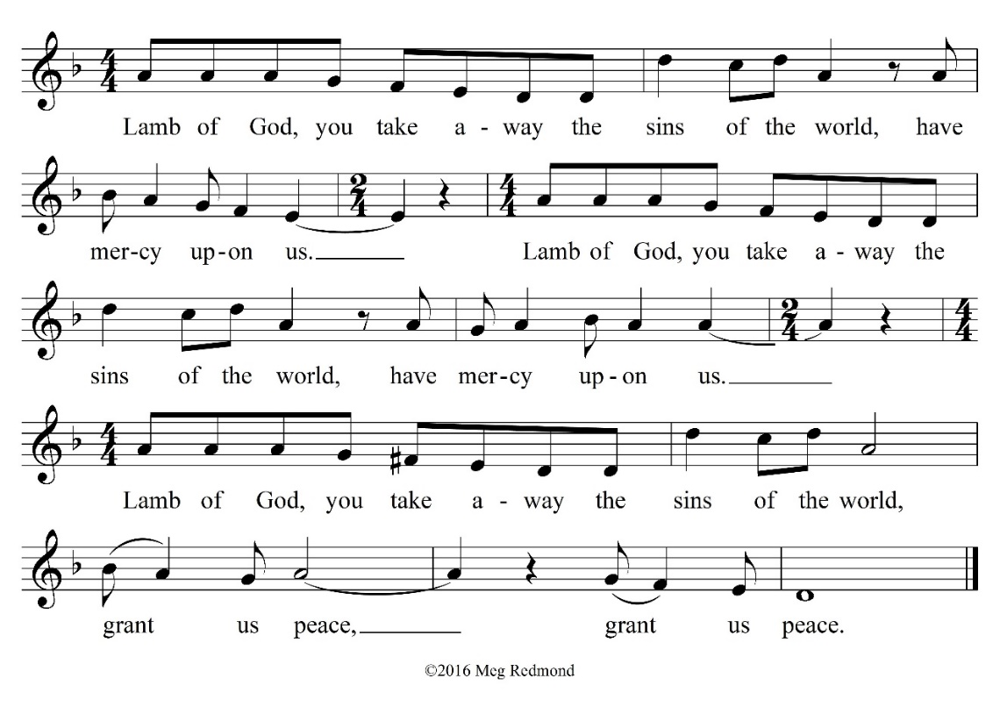 Lamb of God, you take a - way the sins of the world, have
mer-cy up-on us. Lamb of God, you take a - way the
sins of the world, have mer-cy up-on us.
Lamb of God, you take a - way the sins of the world,
grant us peace, grant us peace.
©2016 Meg Redmond